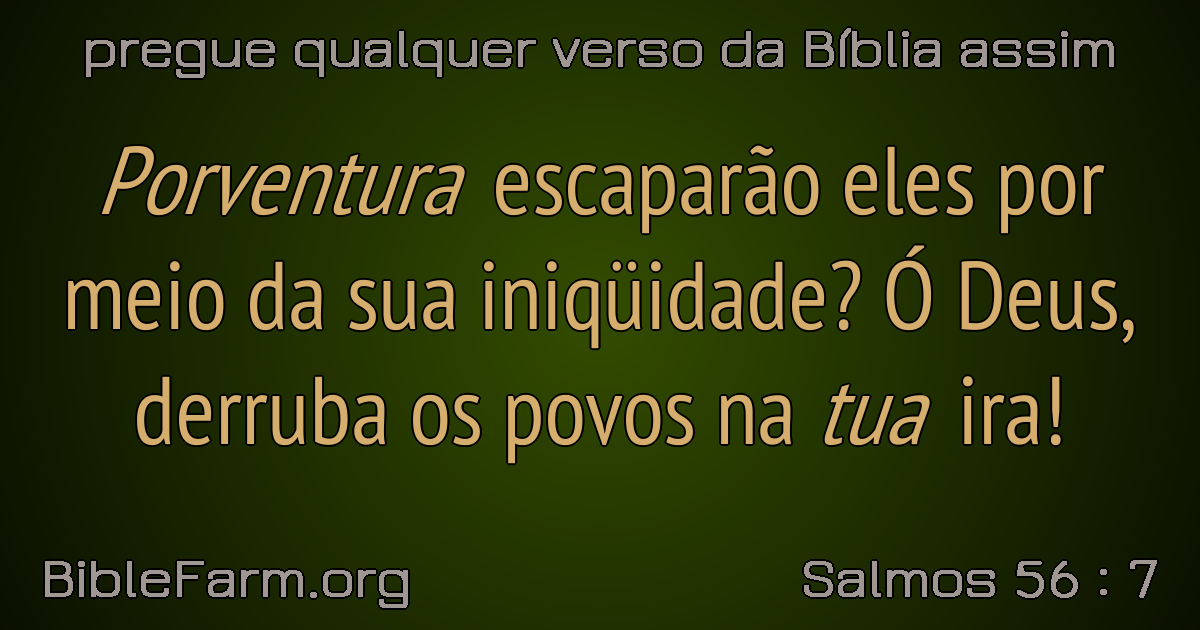 pregue qualquer verso da Bíblia assim
Porventura escaparão eles por
meio da sua iniqüidade? Ó Deus,
derruba os povos na tua ira!
BibleFarm.org
Salmos 56 : 7